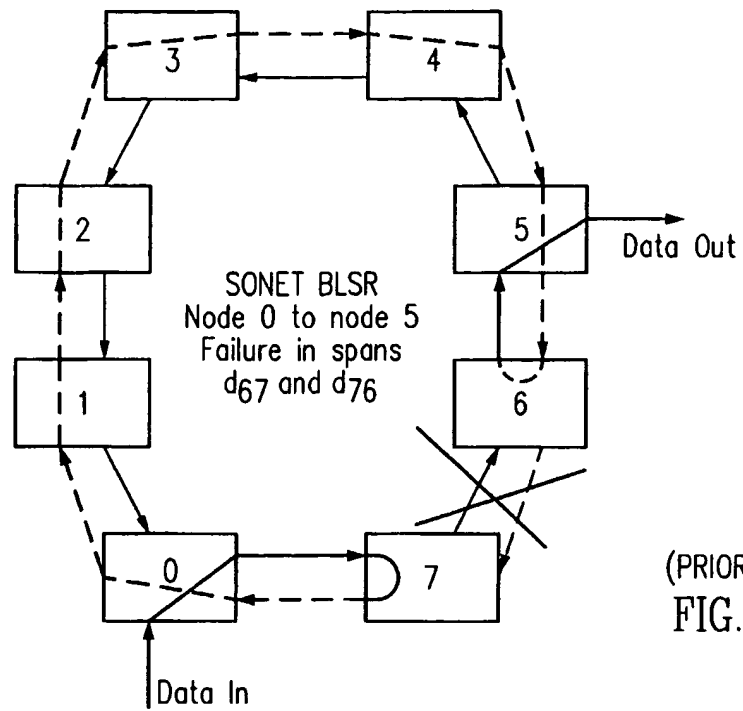 3
4
2
5
Data Out
SONET BLSR
Node 0 to node 5
Failure in spans
d67 and d76
1
6
0
7
(PRIOR
FIG.
Data In